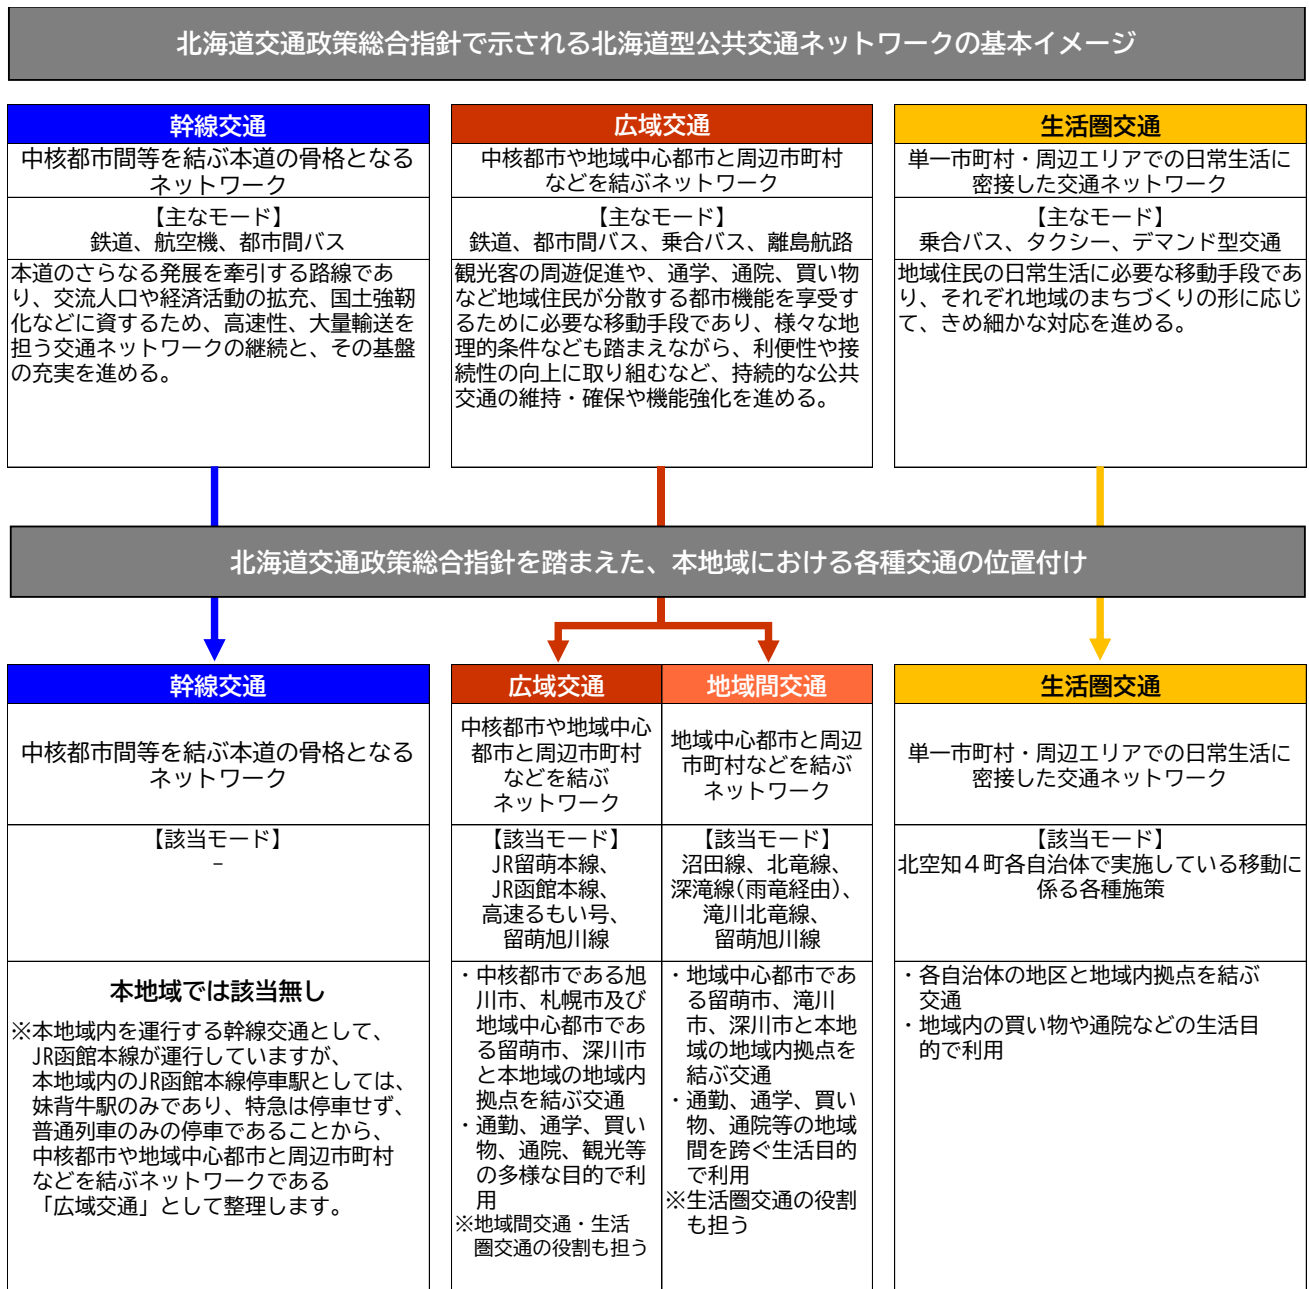 北海道交通政策総合指針で示される北海道型公共交通ネットワークの基本イメージ
幹線交通
中核都市間等を結ぶ本道の骨格となる
ネットワーク
【主なモード】
鉄道、航空機、都市間バス
本道のさらなる発展を牽引する路線であ
り、交流人口や経済活動の拡充、国土強靭
化などに資するため、高速性、大量輸送を
担う交通ネットワークの継続と、その基盤
の充実を進める。
広域交通
中核都市や地域中心都市と周辺市町村
などを結ぶネットワーク
【主なモード】
鉄道、都市間バス、乗合バス、離島航路
観光客の周遊促進や、通学、通院、買い物
など地域住民が分散する都市機能を享受す
るために必要な移動手段であり、様々な地
理的条件なども踏まえながら、利便性や接
続性の向上に取り組むなど、持続的な公共
交通の維持・確保や機能強化を進める。
生活圏交通
単一市町村・周辺エリアでの日常生活に
密接した交通ネットワーク
【主なモード】
乗合バス、タクシー、デマンド型交通
地域住民の日常生活に必要な移動手段であ
り、それぞれ地域のまちづくりの形に応じ
て、きめ細かな対応を進める。
北海道交通政策総合指針を踏まえた、本地域における各種交通の位置付け
幹線交通
中核都市間等を結ぶ本道の骨格となる
ネットワーク
【該当モード】
-
本地域では該当無し
※本地域内を運行する幹線交通として、
JR函館本線が運行していますが、
本地域内のJR函館本線停車駅としては、
妹背牛駅のみであり、特急は停車せず、
普通列車のみの停車であることから、
中核都市や地域中心都市と周辺市町村
などを結ぶネットワークである
「広域交通」として整理します。
広域交通
中核都市や地域中心
都市と周辺市町村
などを結ぶ
ネットワーク
【該当モード】
JR留萌本線、
JR函館本線、
高速るもい号、
留萌旭川線
・中核都市である旭
川市、札幌市及び
地域中心都市であ
る留萌市、深川市
と本地域の地域内
拠点を結ぶ交通
・通勤、通学、買い
物、通院、観光等
の多様な目的で利
用
※地域間交通・生活
圏交通の役割も担う
地域間交通
地域中心都市と周辺
市町村などを結ぶ
ネットワーク
【該当モード】
沼田線、北竜線、
深滝線(雨竜経由)、
滝川北竜線、
留萌旭川線
・地域中心都市であ
る留萌市、滝川
市、深川市と本地
域の地域内拠点を
結ぶ交通
・通勤、通学、買い
物、通院等の地域
間を跨ぐ生活目的
で利用
※生活圏交通の役割
も担う
生活圏交通
単一市町村・周辺エリアでの日常生活に
密接した交通ネットワーク
【該当モード】
北空知４町各自治体で実施している移動に
係る各種施策
・各自治体の地区と地域内拠点を結ぶ
交通
・地域内の買い物や通院などの生活目
的で利用